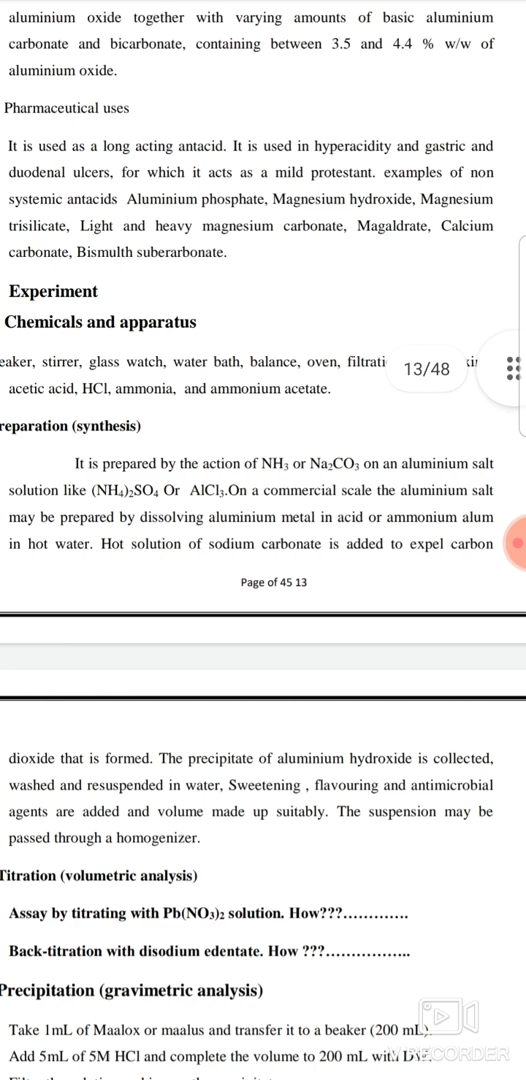 aluminium oxide together with varying amounts of basic aluminium
carbonate and bicarbonate, containing between 3.5 and 4.4 % w/w of
aluminium oxide.
Pharmaceutical uses
It is used as a long acting antacid. It is used in hyperacidity and gastric and
duodenal ulcers, for which it acts as a mild protestant. examples of non
systemic antacids Aluminium phosphate, Magnesium hydroxide, Magnesium
trisilicate, Light and heavy magnesium carbonate, Magaldrate, Calcium
carbonate, Bismulth suberarbonate.
Experiment
Chemicals and apparatus
eaker, stirrer, glass watch, water bath, balance, oven, filtrati
13/48
acetic acid, HCl, ammonia, and ammonium acetate.
reparation (synthesis)
It is prepared by the action of NH₃ or Na₂CO₃ on an aluminium salt
solution like (NH₄)₂SO₄ Or AlCl₃.On a commercial scale the aluminium salt
may be prepared by dissolving aluminium metal in acid or ammonium alum
in hot water. Hot solution of sodium carbonate is added to expel carbon
Page of 45 13
dioxide that is formed. The precipitate of aluminium hydroxide is collected,
washed and resuspended in water, Sweetening , flavouring and antimicrobial
agents are added and volume made up suitably. The suspension may be
passed through a homogenizer.
Titration (volumetric analysis)
Assay by titrating with Pb(NO₃)₂ solution. How???.............
Back-titration with disodium edentate. How ???..................
Precipitation (gravimetric analysis)
Take 1mL of Maalox or maalus and transfer it to a beaker (200 mL).
Add 5mL of 5M HCl and complete the volume to 200 mL with
RECORDER